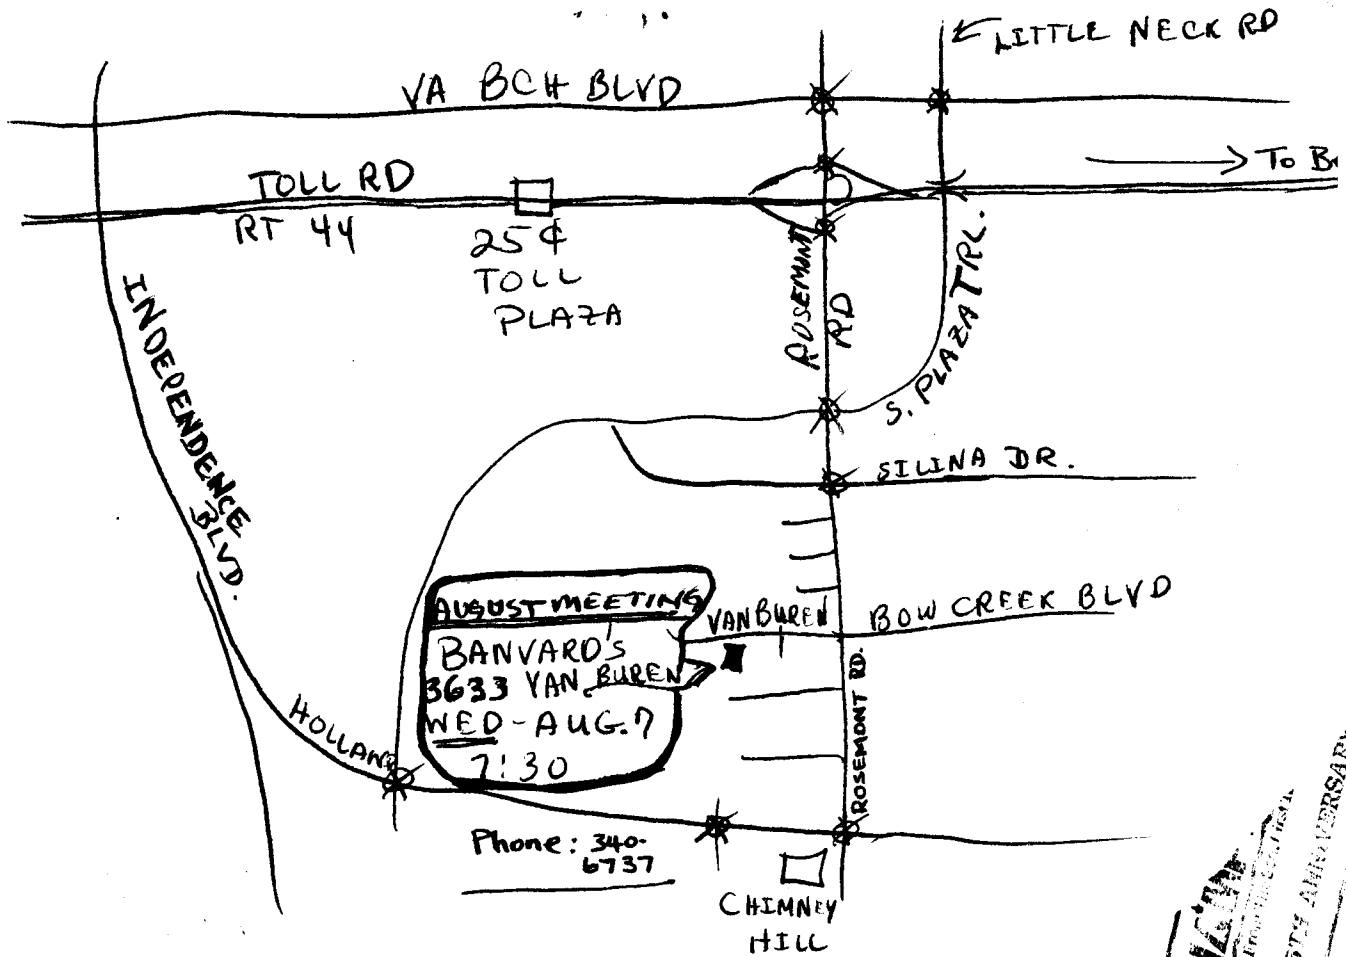 LITTLE NECK RD
VA BCH BLVD
To
TOLL RD
RT 44
25¢
TOLL
PLAZA
ROSEMONT
RD
S. PLAZA TRL.
INDEPENDENCE
BLVD.
SILINA DR.
AUGUST MEETING
VAN BUREN
BOW CREEK BLVD
BANVARD'S
3633 VAN BUREN
WED - AUG. 7
7:30
HOLLAND
ROSEMONT RD.
Phone: 340-
6737
CHIMNEY
HILL